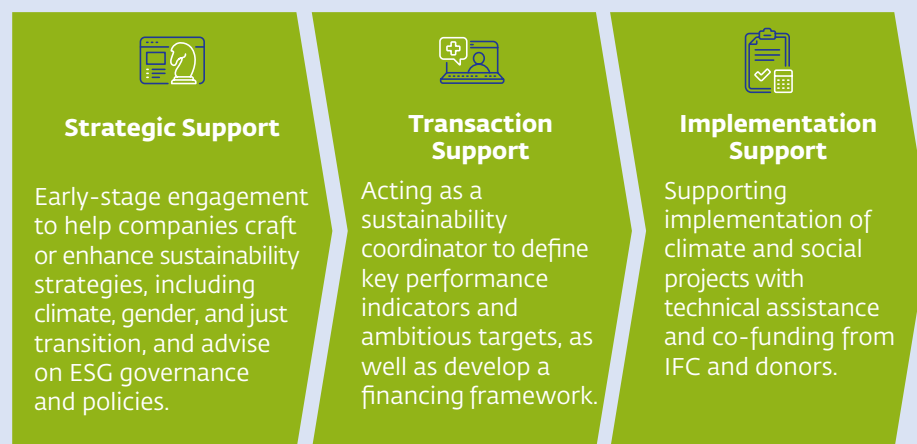 Strategic Support
Early-stage engagement
to help companies craft
or enhance sustainability
strategies, including
climate, gender, and just
transition, and advise
on ESG governance
and policies.
Transaction
Support
Acting as a
sustainability
coordinator to define
key performance
indicators and
ambitious targets, as
well as develop a
financing framework.
Implementation
Support
Supporting
implementation of
climate and social
projects with
technical assistance
and co-funding from
IFC and donors.